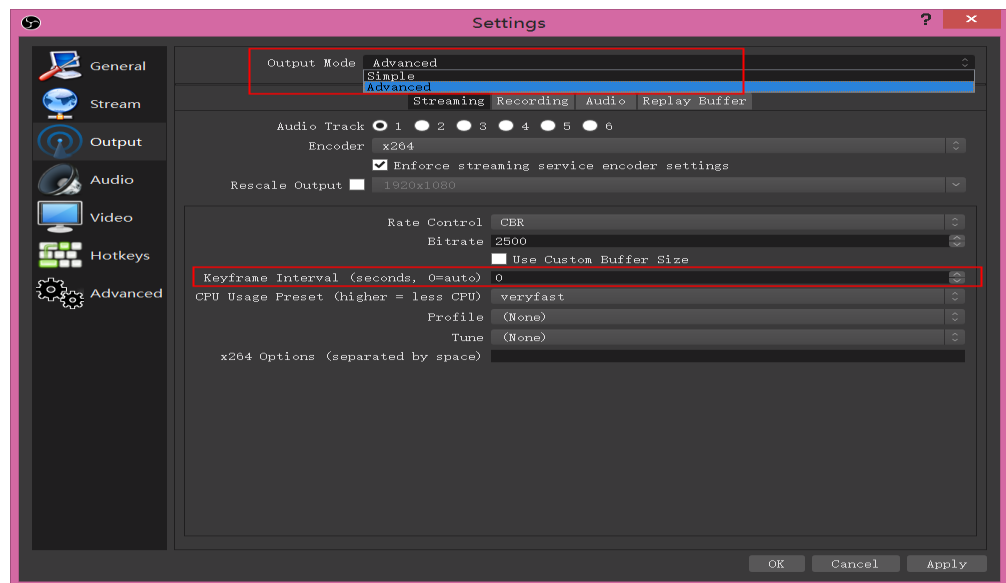 Settings
?
×
General
Stream
Output
Audio
Video
Hotkeys
Advanced
Output Mode Advanced
Simple
Advanced
Streaming Recording Audio Replay Buffer
Audio Track 1 2 3 4 5 6
Encoder x264
Enforce streaming service encoder settings
Rescale Output 1920x1080
Rate Control CBR
Bitrate 2500
Use Custom Buffer Size
Keyframe Interval (seconds, 0=auto) 0
CPU Usage Preset (higher = less CPU) veryfast
Profile (None)
Tune (None)
x264 Options (separated by space)
OK Cancel Apply